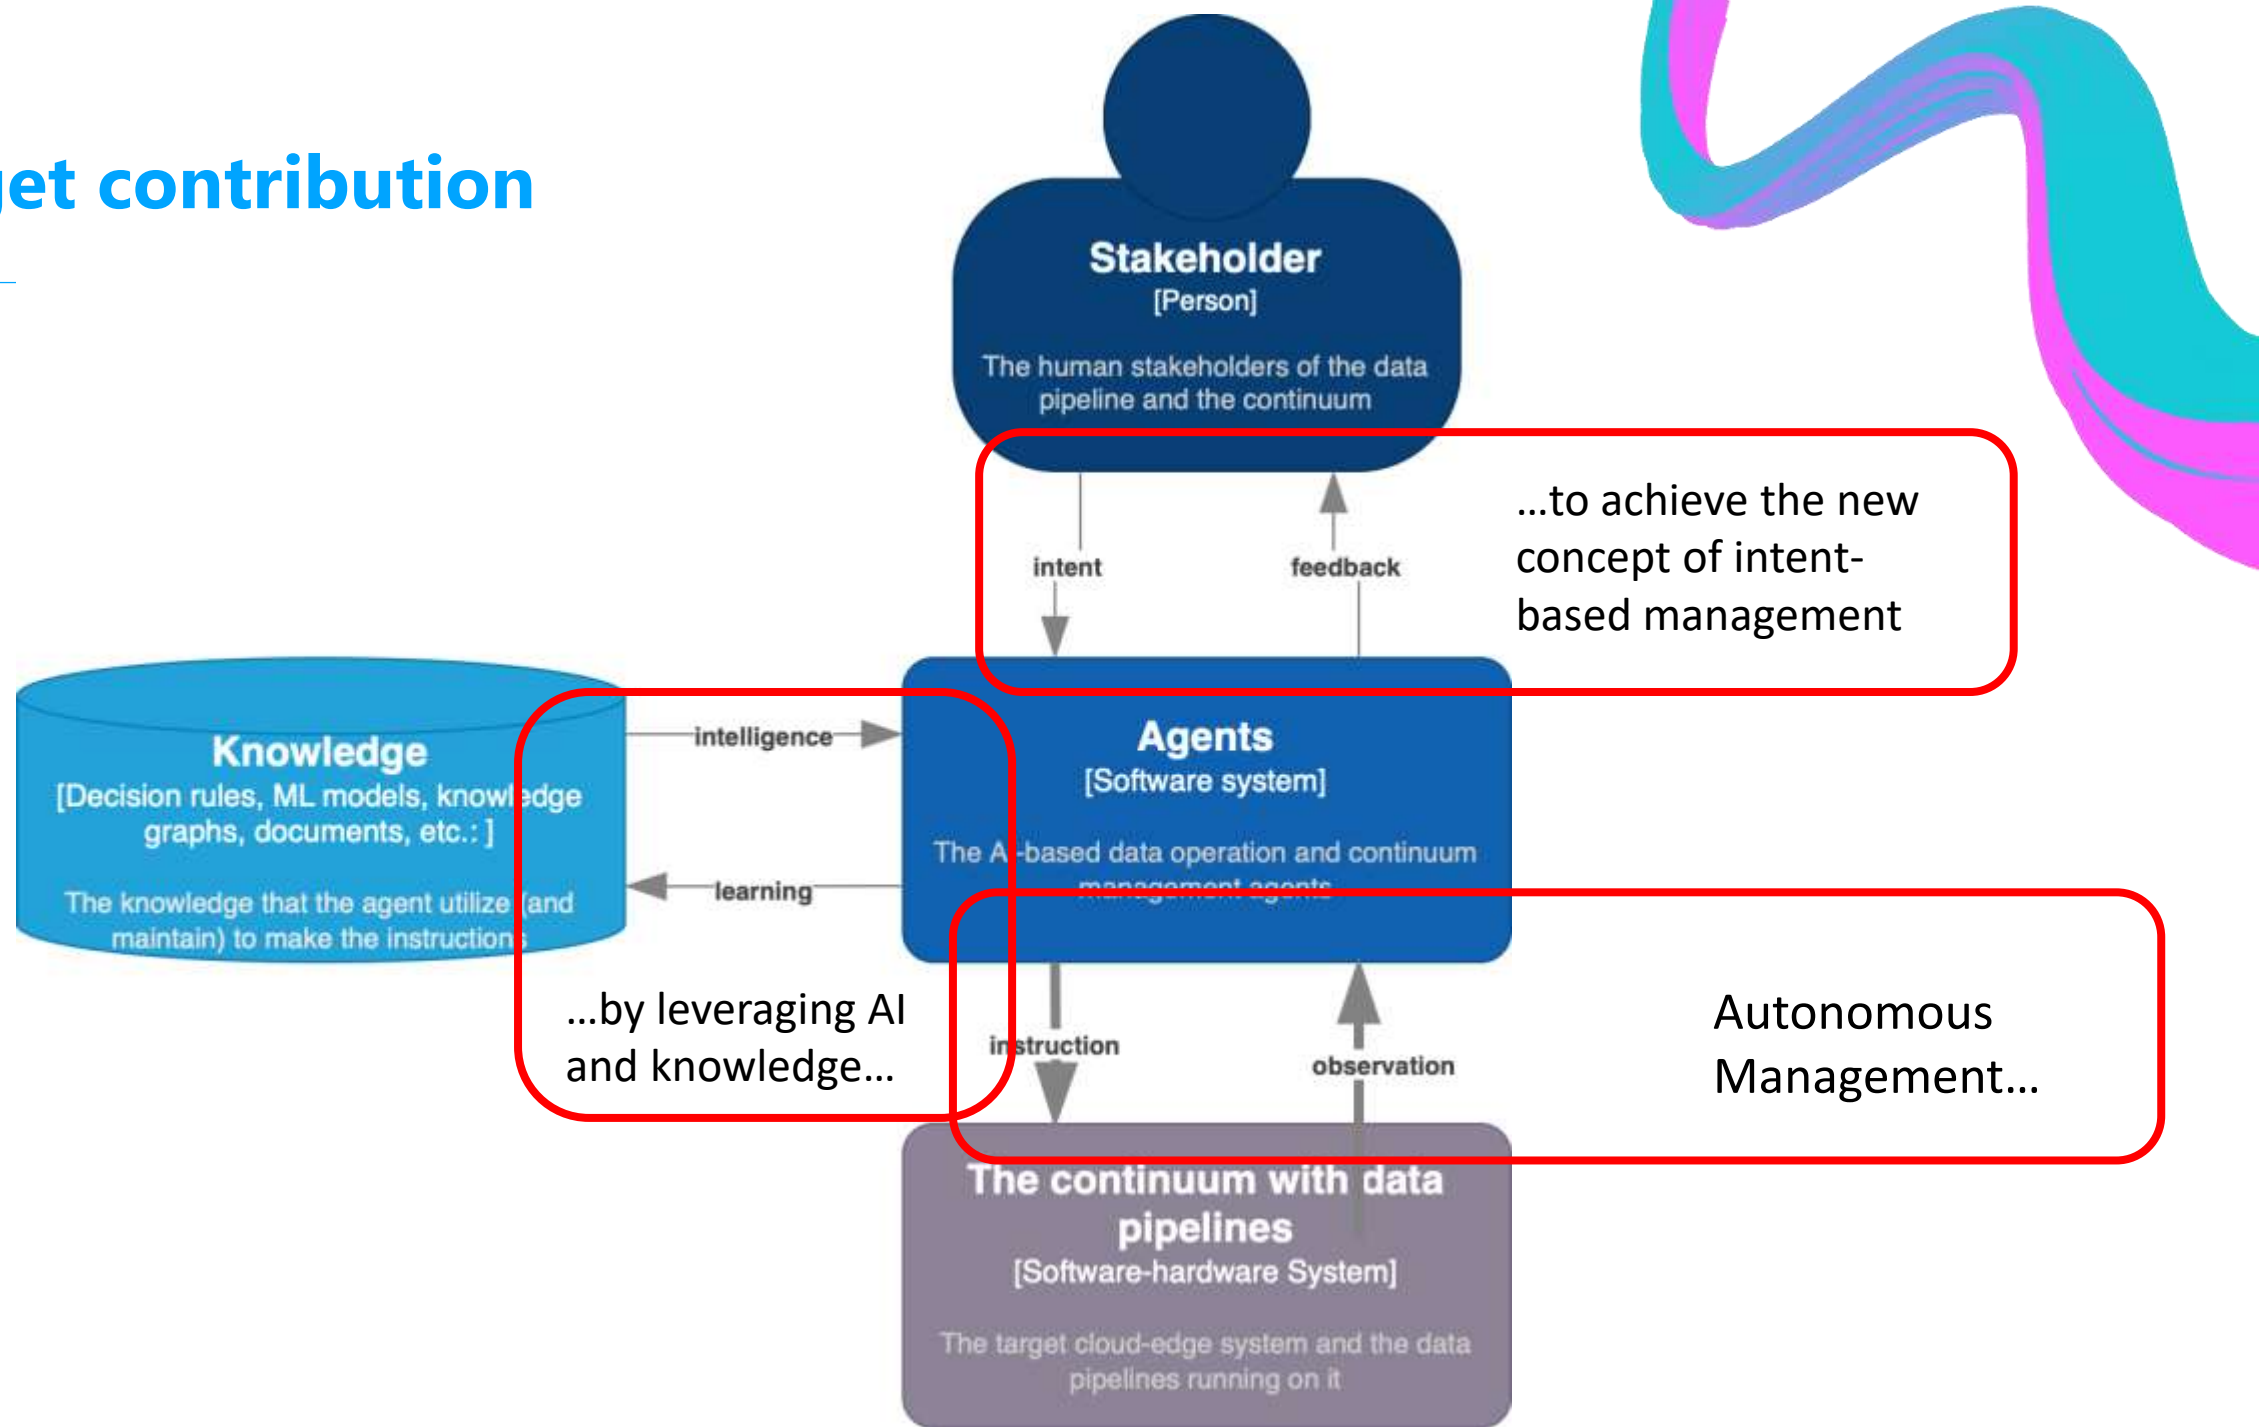 get contribution
Stakeholder
[Person]
The human stakeholders of the data
pipeline and the continuum
intent
feedback
…to achieve the new
concept of intent-
based management
Knowledge
[Decision rules, ML models, knowledge
graphs, documents, etc.: ]
The knowledge that the agent utilize (and
maintain) to make the instructions
intelligence
learning
Agents
[Software system]
The AI-based data operation and continuum
management agents
…by leveraging AI
and knowledge…
instruction
observation
Autonomous
Management…
The continuum with data
pipelines
[Software-hardware System]
The target cloud-edge system and the data
pipelines running on it